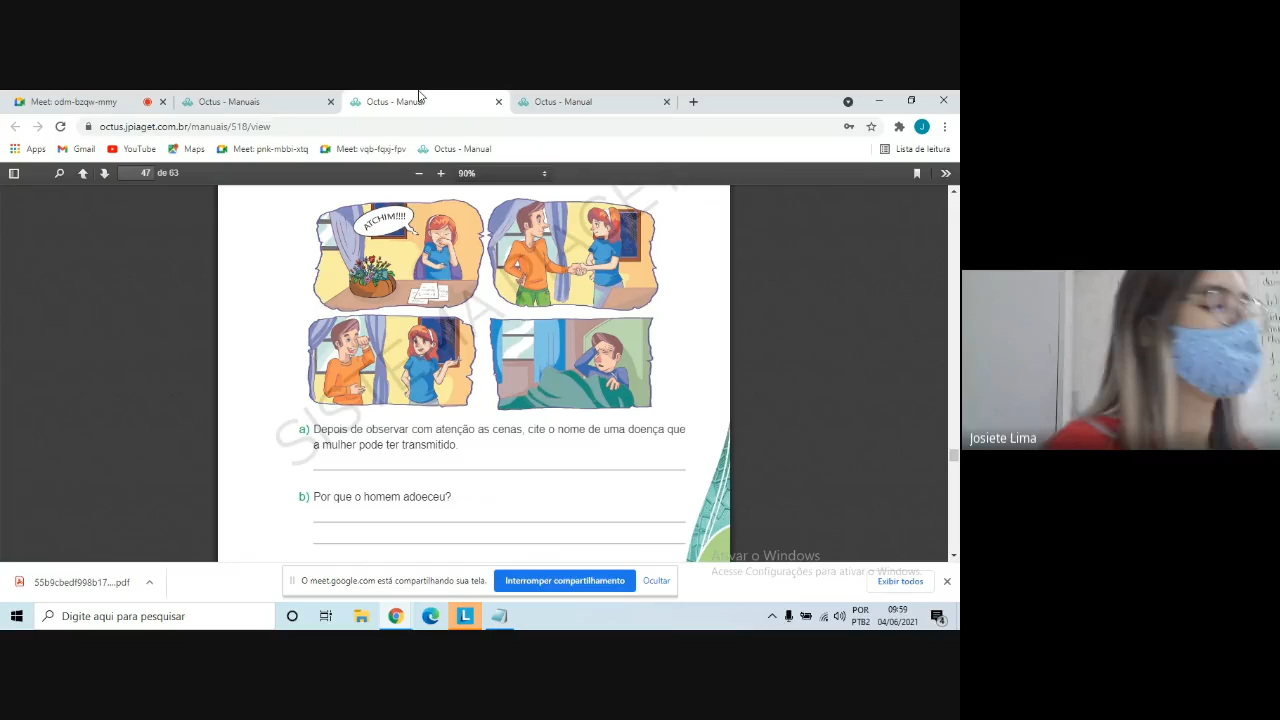 Meet: odm-bzqw-mmy
Octus - Manuais
Octus - Manual
Octus - Manual
octus.jpiaget.com.br/manuais/518/view
Apps
Gmail
YouTube
Maps
Meet: pnk-mbbi-xtq
Meet: vqb-fqxj-fpv
Octus - Manual
Lista de leitura
47 de 63
90%
ATCHIM!!!!
a) Depois de observar com atenção as cenas, cite o nome de uma doença que
a mulher pode ter transmitido.
b) Por que o homem adoeceu?
Josiete Lima
Ativar o Windows
Acesse Configurações para ativar o Windows.
55b9cbedf998b17....pdf
O meet.google.com está compartilhando sua tela.
Interromper compartilhamento
Ocultar
Exibir todos
Digite aqui para pesquisar
L
POR
PTB2
09:59
04/06/2021
4